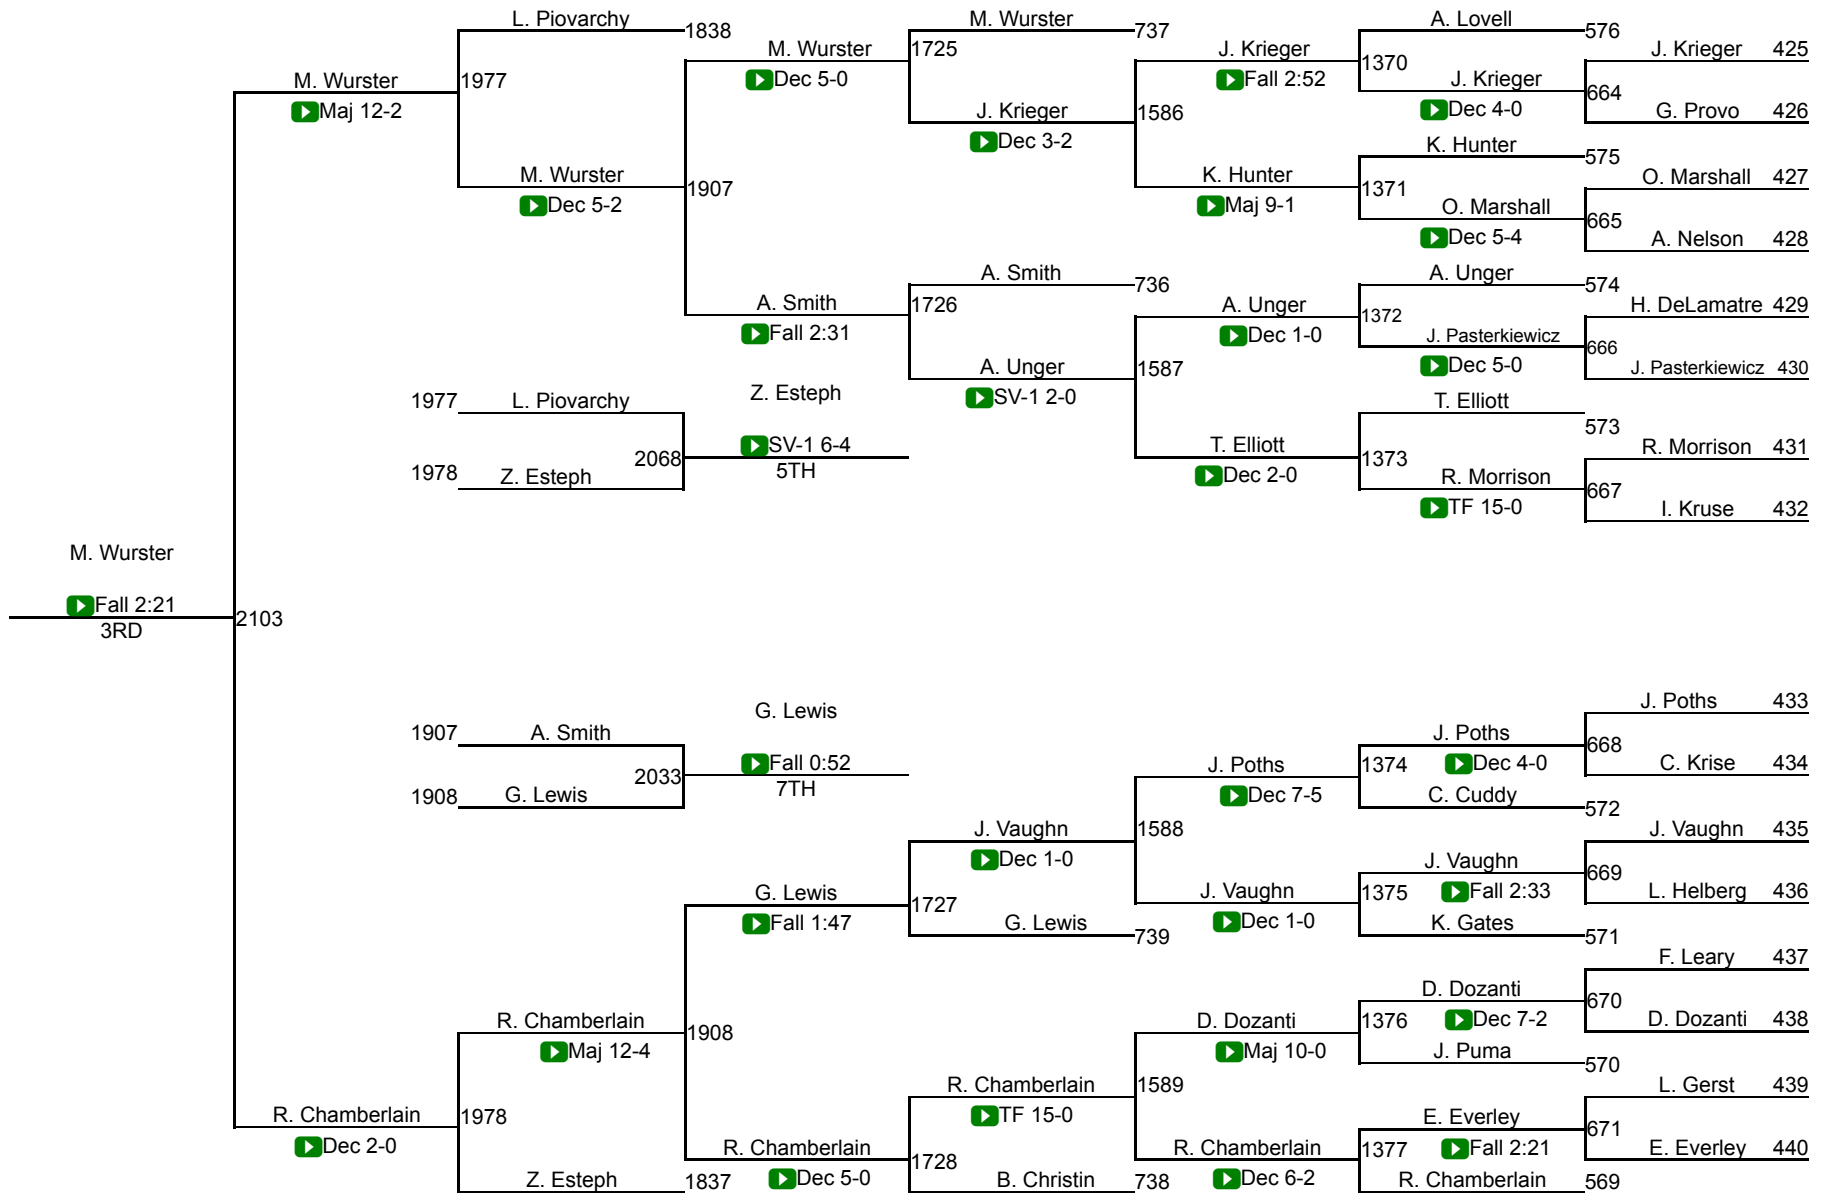 L. Piovarchy
1838
M. Wurster
737
A. Lovell
576
M. Wurster
Dec 5-0
1725
J. Krieger
Fall 2:52
1370
J. Krieger 425
M. Wurster
Maj 12-2
1977
J. Krieger
Dec 4-0
664
J. Krieger
Dec 3-2
1586
G. Provo 426
K. Hunter
575
M. Wurster
Dec 5-2
1907
K. Hunter
Maj 9-1
1371
O. Marshall 427
O. Marshall
Dec 5-4
665
A. Nelson 428
A. Smith
736
A. Unger
574
A. Smith
Fall 2:31
1726
A. Unger
Dec 1-0
1372
H. DeLamatre 429
J. Pasterkiewicz
Dec 5-0
666
A. Unger
SV-1 2-0
1587
J. Pasterkiewicz 430
1977
L. Piovarchy
Z. Esteph
T. Elliott
573
2068
SV-1 6-4
5TH
1978
Z. Esteph
T. Elliott
Dec 2-0
1373
R. Morrison 431
R. Morrison
TF 15-0
667
I. Kruse 432
M. Wurster
Fall 2:21
3RD
2103
J. Poths 433
1907
A. Smith
G. Lewis
J. Poths
Dec 4-0
668
2033
Fall 0:52
7TH
1908
G. Lewis
J. Poths
Dec 7-5
1374
C. Krise 434
C. Cuddy
572
J. Vaughn
Dec 1-0
1588
J. Vaughn 435
J. Vaughn
Fall 2:33
669
G. Lewis
Fall 1:47
1727
J. Vaughn
Dec 1-0
1375
L. Helberg 436
G. Lewis
739
K. Gates
571
F. Leary 437
D. Dozanti
Dec 7-2
670
R. Chamberlain
Maj 12-4
1908
D. Dozanti
Maj 10-0
1376
D. Dozanti 438
J. Puma
570
R. Chamberlain
TF 15-0
1589
L. Gerst 439
R. Chamberlain
Dec 2-0
1978
E. Everley
Fall 2:21
671
R. Chamberlain
Dec 5-0
1728
R. Chamberlain
Dec 6-2
1377
E. Everley 440
Z. Esteph
1837
B. Christin
738
R. Chamberlain
569